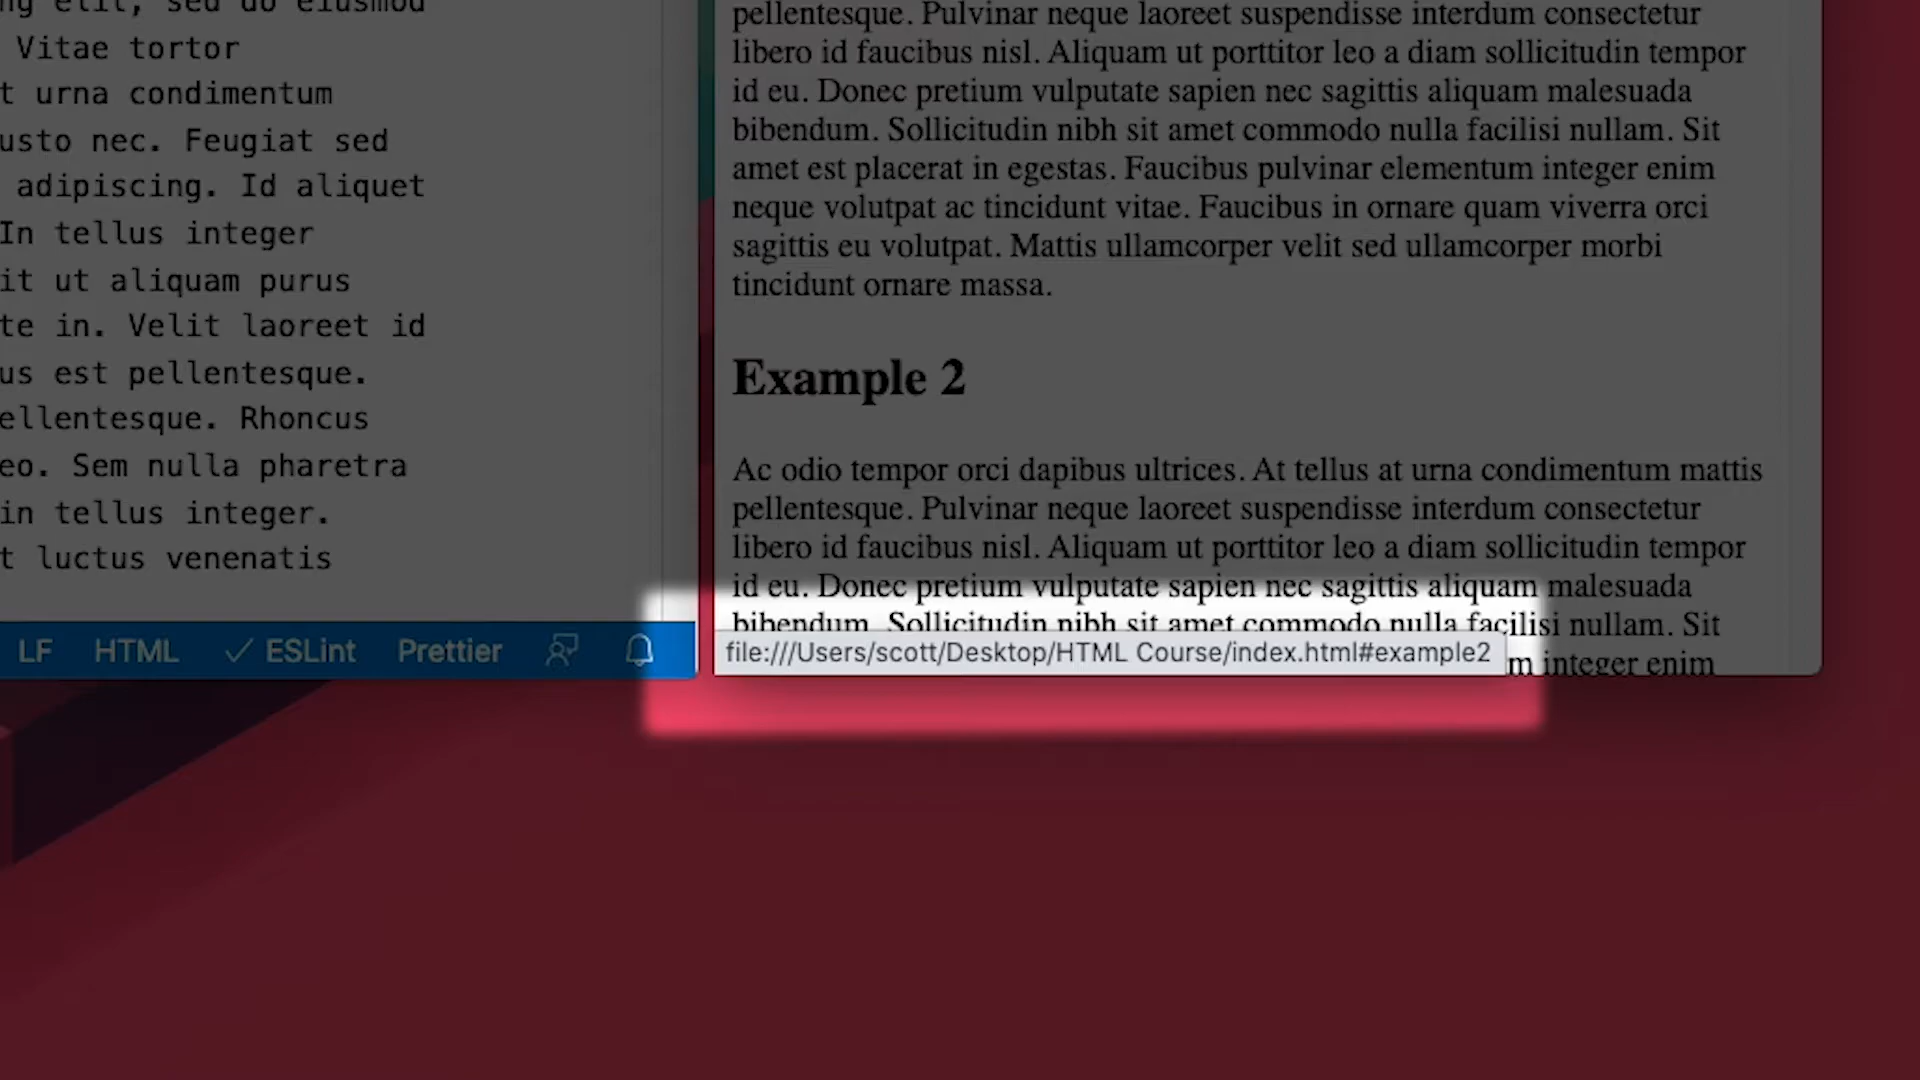 ng elit, sed do eiusmod
Vitae tortor
t urna condimentum
usto nec. Feugiat sed
adipiscing. Id aliquet
In tellus integer
it ut aliquam purus
te in. Velit laoreet id
us est pellentesque.
ellentesque. Rhoncus
eo. Sem nulla pharetra
in tellus integer.
t luctus venenatis
LF HTML ✓ ESLint Prettier
pellentesque. Pulvinar neque laoreet suspendisse interdum consectetur
libero id faucibus nisl. Aliquam ut porttitor leo a diam sollicitudin tempor
id eu. Donec pretium vulputate sapien nec sagittis aliquam malesuada
bibendum. Sollicitudin nibh sit amet commodo nulla facilisi nullam. Sit
amet est placerat in egestas. Faucibus pulvinar elementum integer enim
neque volutpat ac tincidunt vitae. Faucibus in ornare quam viverra orci
sagittis eu volutpat. Mattis ullamcorper velit sed ullamcorper morbi
tincidunt ornare massa.
Example 2
Ac odio tempor orci dapibus ultrices. At tellus at urna condimentum mattis
pellentesque. Pulvinar neque laoreet suspendisse interdum consectetur
libero id faucibus nisl. Aliquam ut porttitor leo a diam sollicitudin tempor
id eu. Donec pretium vulputate sapien nec sagittis aliquam malesuada
bibendum. Sollicitudin nibh sit amet commodo nulla facilisi nullam. Sit
m integer enim
file:///Users/scott/Desktop/HTML Course/index.html#example2